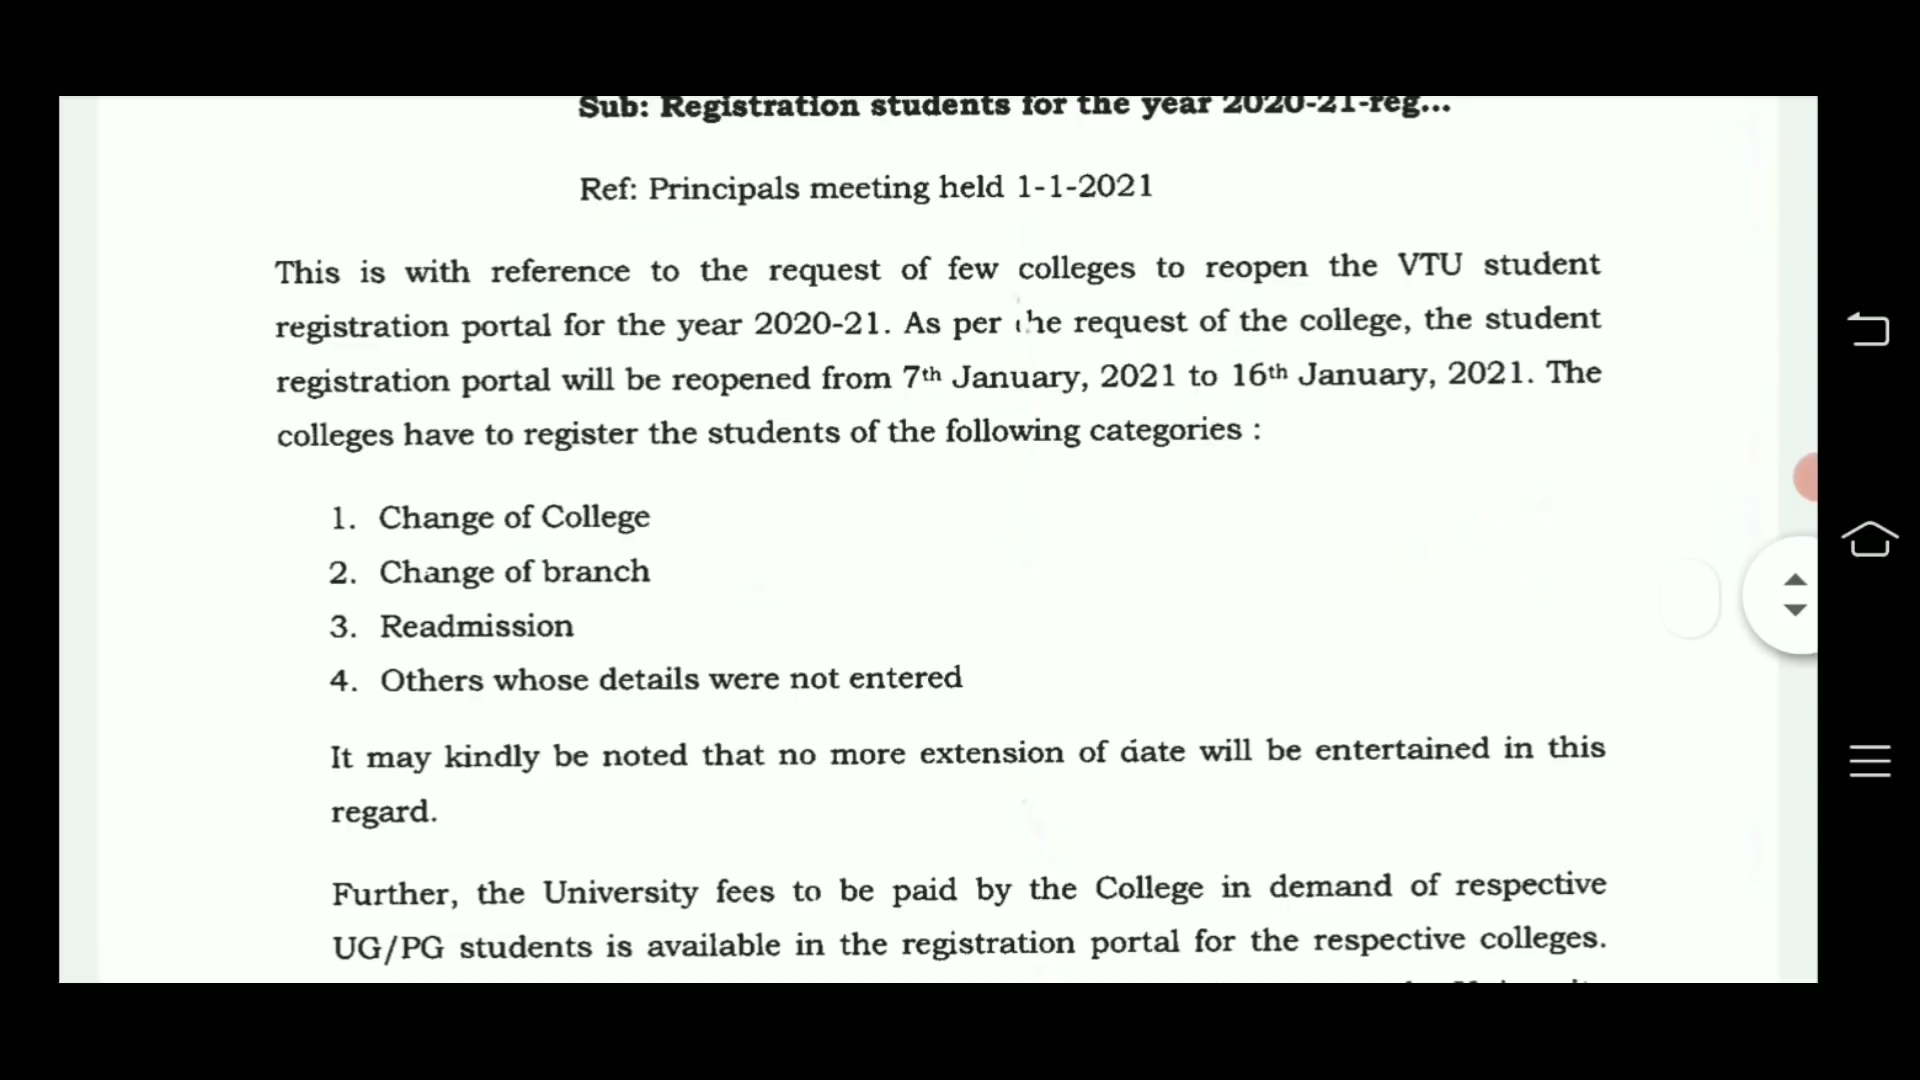 Sub: Registration students for the year 2020-21-reg...
Ref: Principals meeting held 1-1-2021
This is with reference to the request of few colleges to reopen the VTU student
registration portal for the year 2020-21. As per the request of the college, the student
registration portal will be reopened from 7th January, 2021 to 16th January, 2021. The
colleges have to register the students of the following categories :
1. Change of College
2. Change of branch
3. Readmission
4. Others whose details were not entered
It may kindly be noted that no more extension of date will be entertained in this
regard.
Further, the University fees to be paid by the College in demand of respective
UG/PG students is available in the registration portal for the respective colleges.